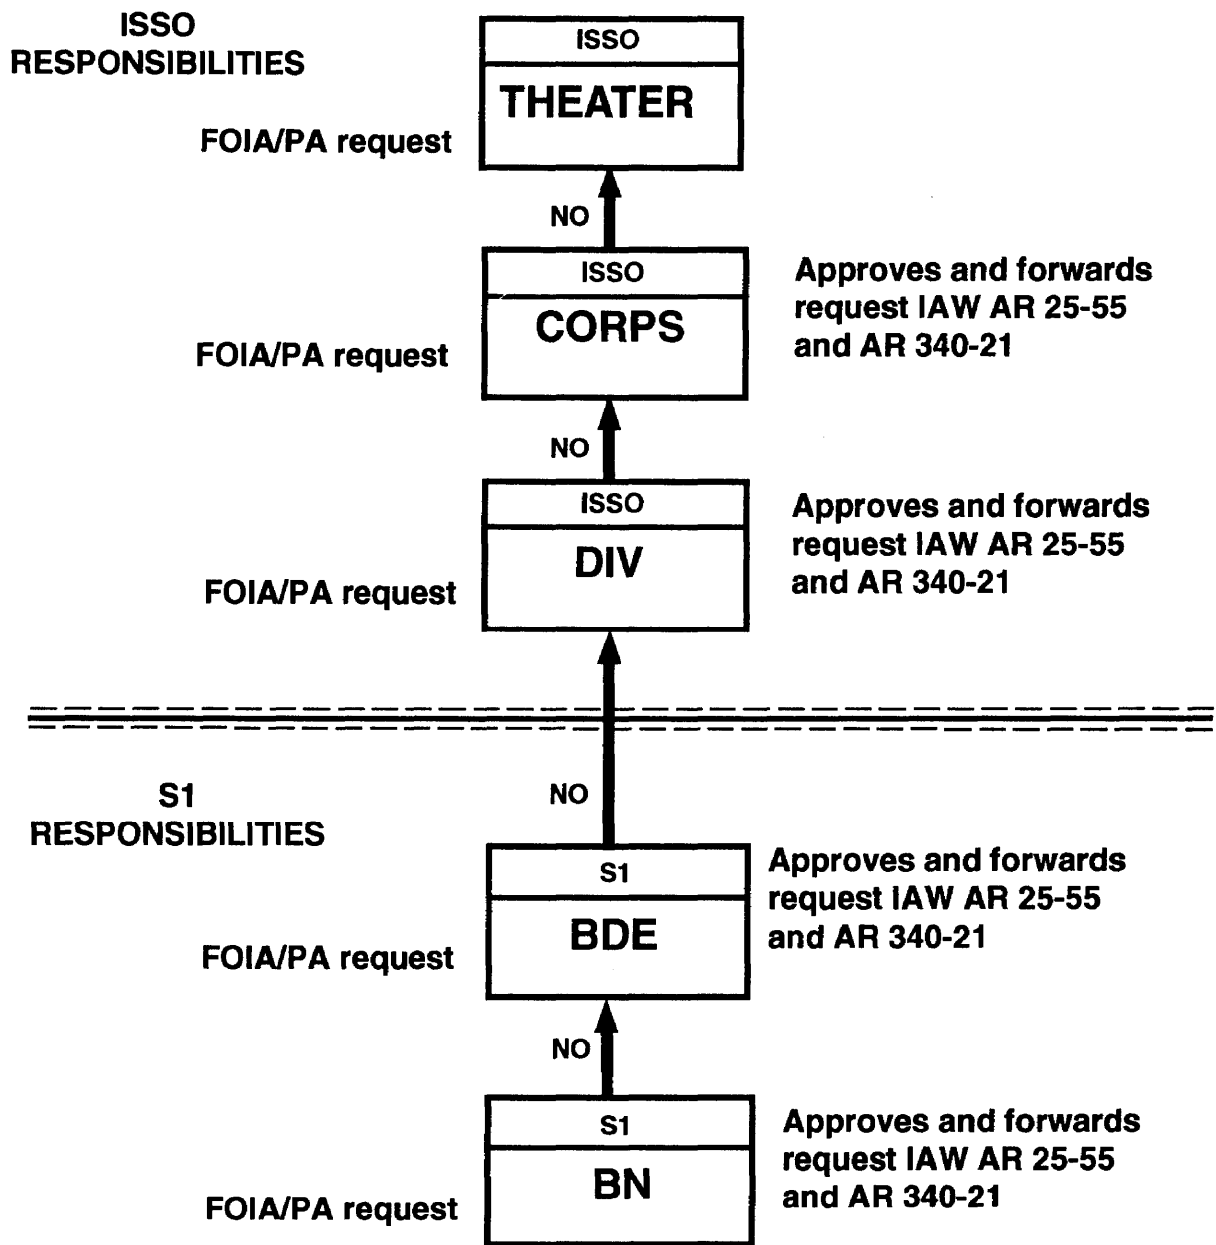 ISSO
RESPONSIBILITIES
ISSO
THEATER
FOIA/PA request
NO
ISSO
CORPS
FOIA/PA request
Approves and forwards
request IAW AR 25-55
and AR 340-21
NO
ISSO
DIV
FOIA/PA request
Approves and forwards
request IAW AR 25-55
and AR 340-21
S1
RESPONSIBILITIES
NO
S1
BDE
FOIA/PA request
Approves and forwards
request IAW AR 25-55
and AR 340-21
NO
S1
BN
FOIA/PA request
Approves and forwards
request IAW AR 25-55
and AR 340-21